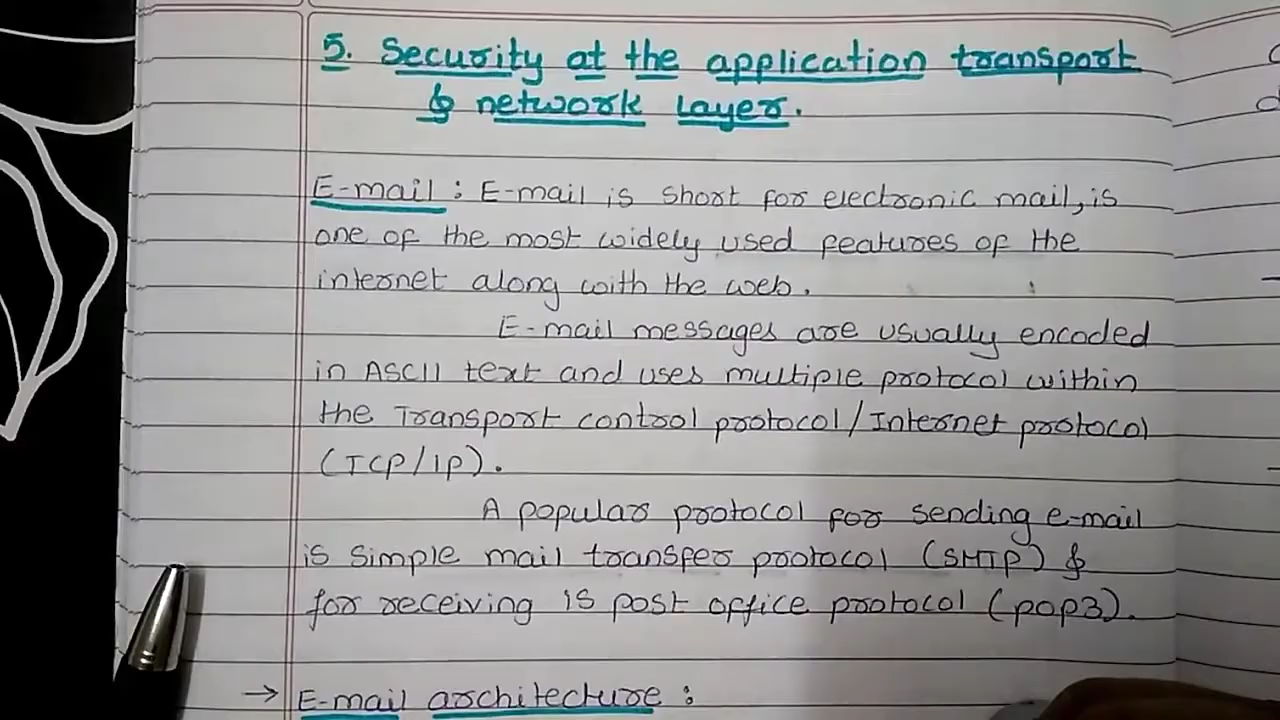 5. Security at the application transport
& network Layer.
E-mail : E-mail is short for electronic mail, is
one of the most widely used features of the
internet along with the web.
E-mail messages are usually encoded
in ASCII text and uses multiple protocol within
the Transport control protocol/Internet protocol
(TCP/IP).
A popular protocol for sending e-mail
is simple mail transfer protocol (SMTP) &
for receiving is post office protocol (pop3).
→ E-mail architecture :